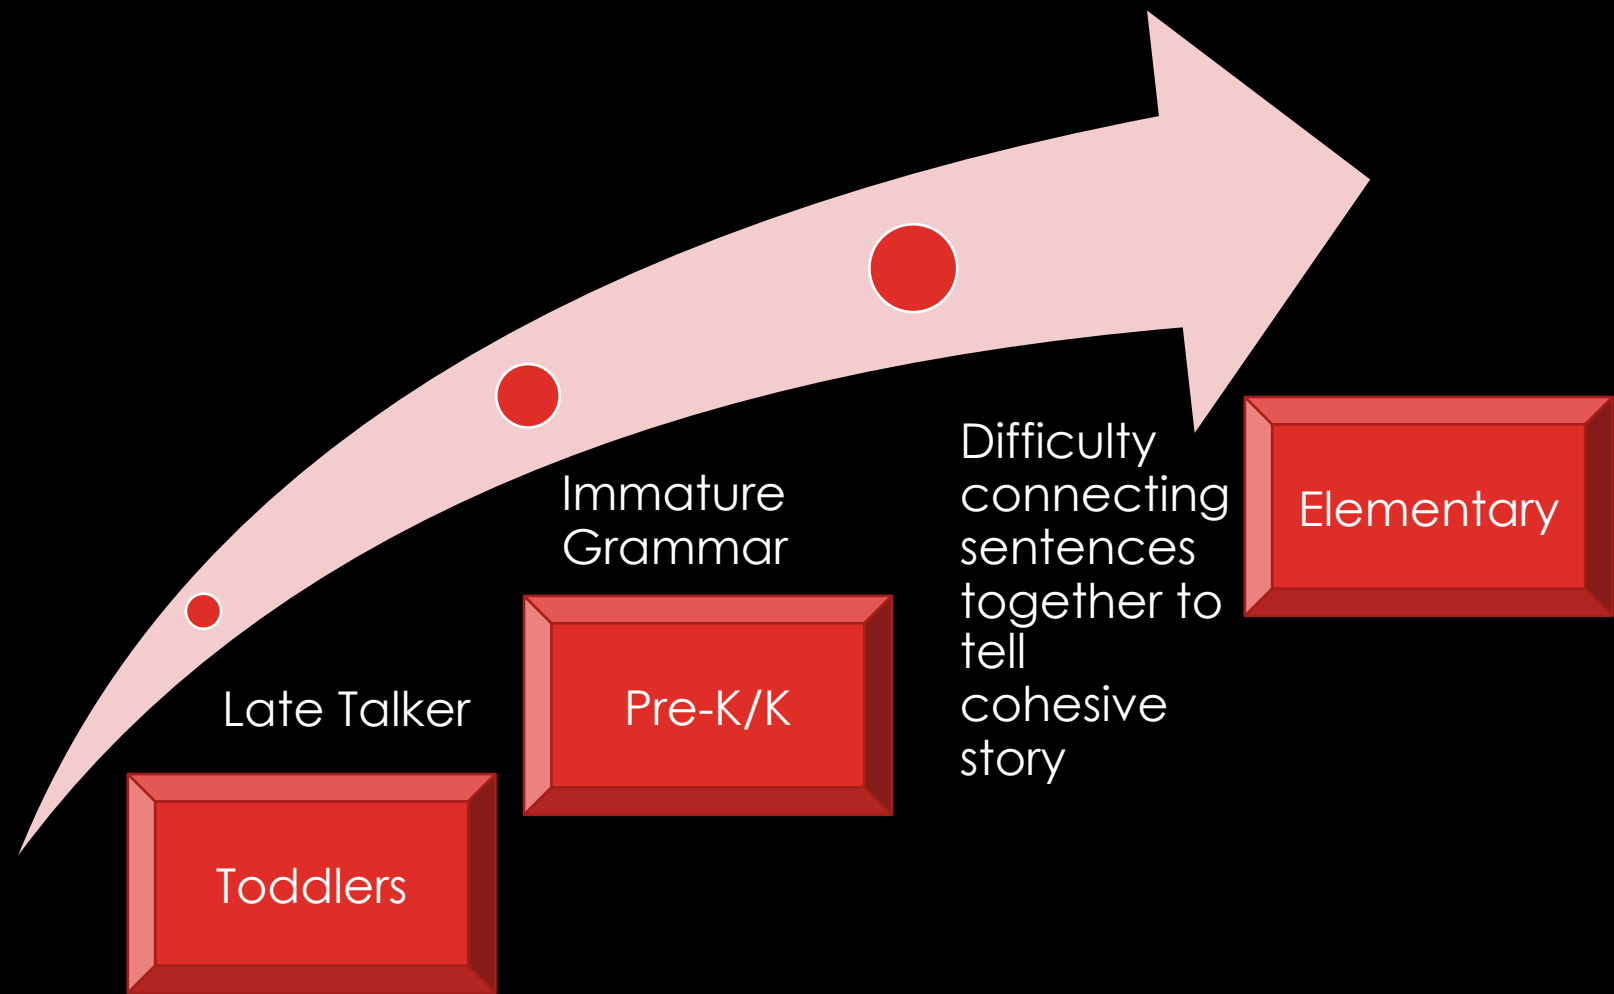 Late Talker
Toddlers
Immature
Grammar
Pre-K/K
Difficulty
connecting
sentences
together to
tell
cohesive
story
Elementary